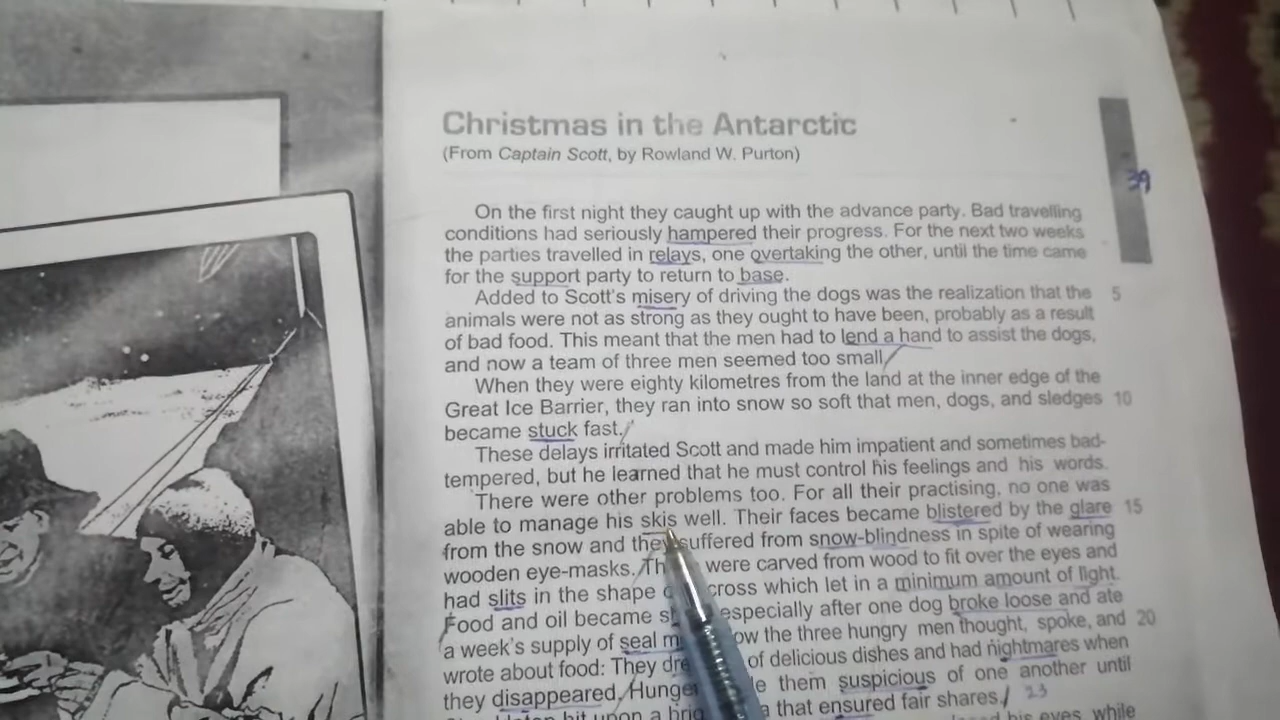 Christmas in the Antarctic
(From Captain Scott, by Rowland W. Purton)
39
On the first night they caught up with the advance party. Bad travelling
conditions had seriously hampered their progress. For the next two weeks
the parties travelled in relays, one overtaking the other, until the time came
for the support party to return to base.
Added to Scott's misery of driving the dogs was the realization that the 5
animals were not as strong as they ought to have been, probably as a result
of bad food. This meant that the men had to lend a hand to assist the dogs,
and now a team of three men seemed too small
When they were eighty kilometres from the land at the inner edge of the
Great Ice Barrier, they ran into snow so soft that men, dogs, and sledges 10
became stuck fast.
These delays irritated Scott and made him impatient and sometimes bad-
tempered, but he learned that he must control his feelings and his words.
There were other problems too. For all their practising, no one was
able to manage his skis well. Their faces became blistered by the glare 15
from the snow and they suffered from snow-blindness in spite of wearing
wooden eye-masks. were carved from wood to fit over the eyes and
had slits in the shape cross which let in a minimum amount of light.
Food and oil became especially after one dog broke loose and ate
a week's supply of seal the three hungry men thought, spoke, and 20
wrote about food: They of delicious dishes and had nightmares when
they disappeared. them suspicious of one another until
hit upon a that ensured fair shares. 23
his eyes while